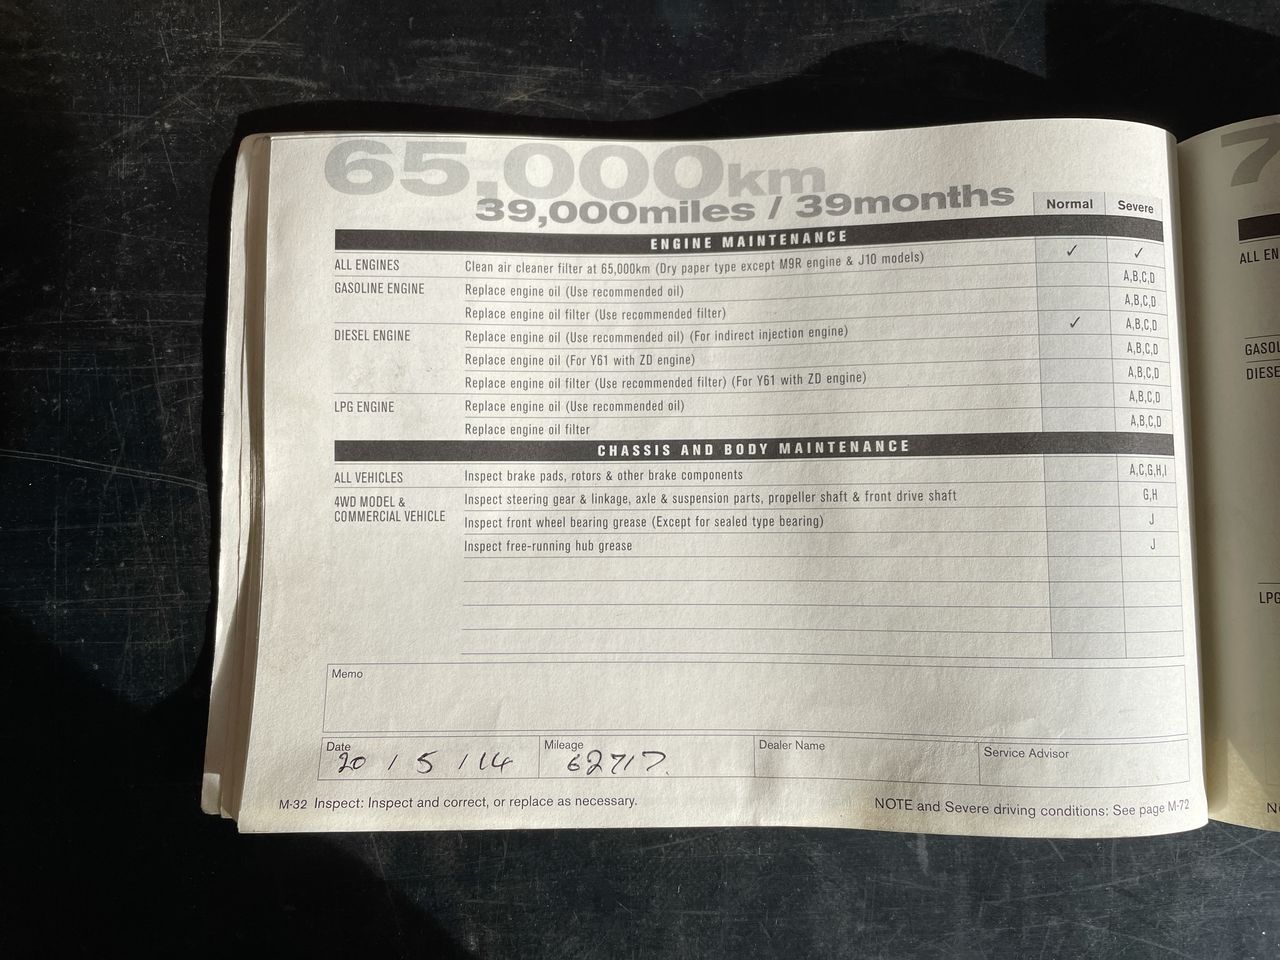 65,000km
39,000miles / 39months
Normal Severe
ENGINE MAINTENANCE
ALL ENGINES Clean air cleaner filter at 65,000km (Dry paper type except M9R engine & J10 models) ✓ ✓
GASOLINE ENGINE Replace engine oil (Use recommended oil) A,B,C,D
Replace engine oil filter (Use recommended filter) A,B,C,D
DIESEL ENGINE Replace engine oil (Use recommended oil) (For indirect injection engine) ✓ A,B,C,D
Replace engine oil (For Y61 with ZD engine) A,B,C,D
Replace engine oil filter (Use recommended filter) (For Y61 with ZD engine) A,B,C,D
LPG ENGINE Replace engine oil (Use recommended oil) A,B,C,D
Replace engine oil filter A,B,C,D
CHASSIS AND BODY MAINTENANCE
ALL VEHICLES Inspect brake pads, rotors & other brake components A,C,G,H,I
4WD MODEL & Inspect steering gear & linkage, axle & suspension parts, propeller shaft & front drive shaft G,H
COMMERCIAL VEHICLE Inspect front wheel bearing grease (Except for sealed type bearing) J
Inspect free-running hub grease J
Memo
Date 20 / 5 / 14 Mileage 62717 Dealer Name Service Advisor
M-32 Inspect: Inspect and correct, or replace as necessary. NOTE and Severe driving conditions: See page M-72
7
ALL EN
GASOL
DIESE
LPG
N